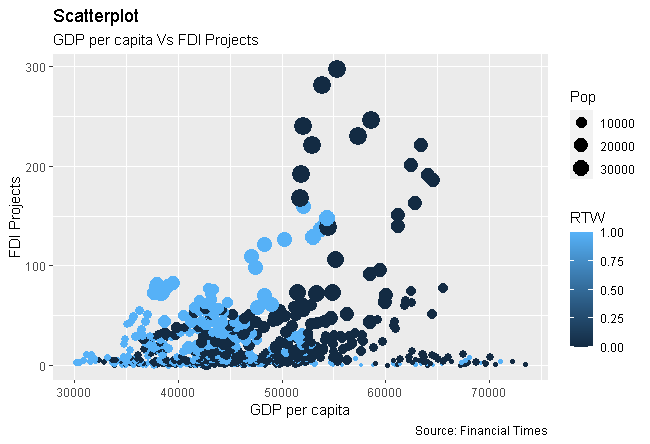 Scatterplot
GDP per capita Vs FDI Projects
300
200
100
0
FDI Projects
30000 40000 50000 60000 70000
GDP per capita
Source: Financial Times
Pop
10000
20000
30000
RTW
1.00
0.75
0.50
0.25
0.00